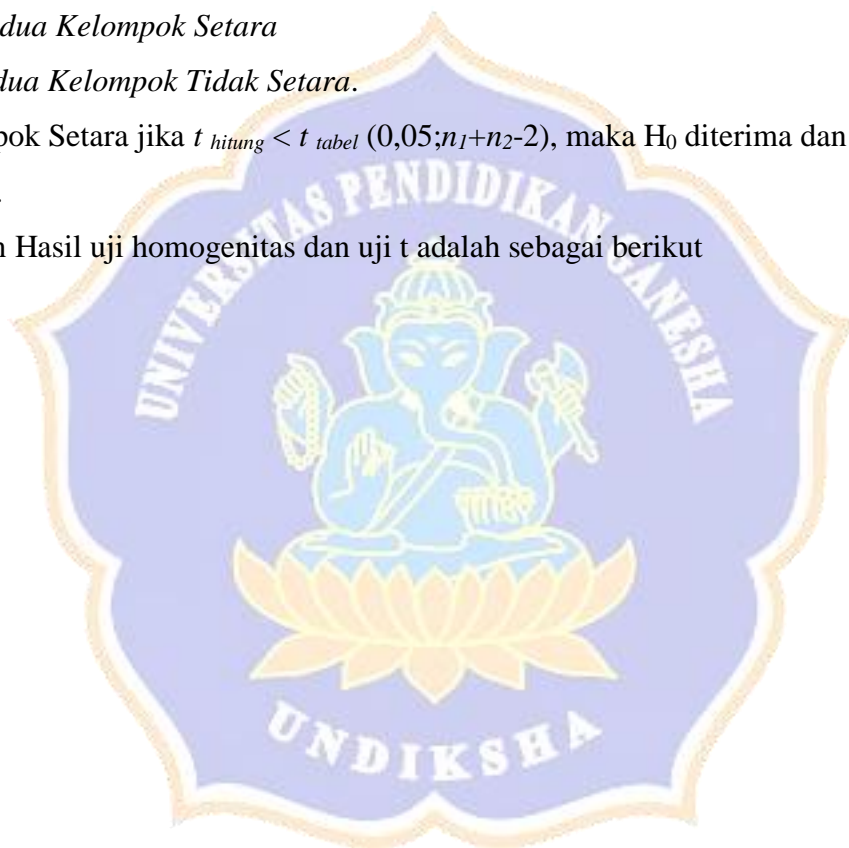 dua Kelompok Setara
dua Kelompok Tidak Setara.
pok Setara jika t hitung < t tabel (0,05;n1+n2-2), maka H0 diterima dan
Hasil uji homogenitas dan uji t adalah sebagai berikut
UNIVERSITAS PENDIDIKAN GANESHA
UNDIKSHA